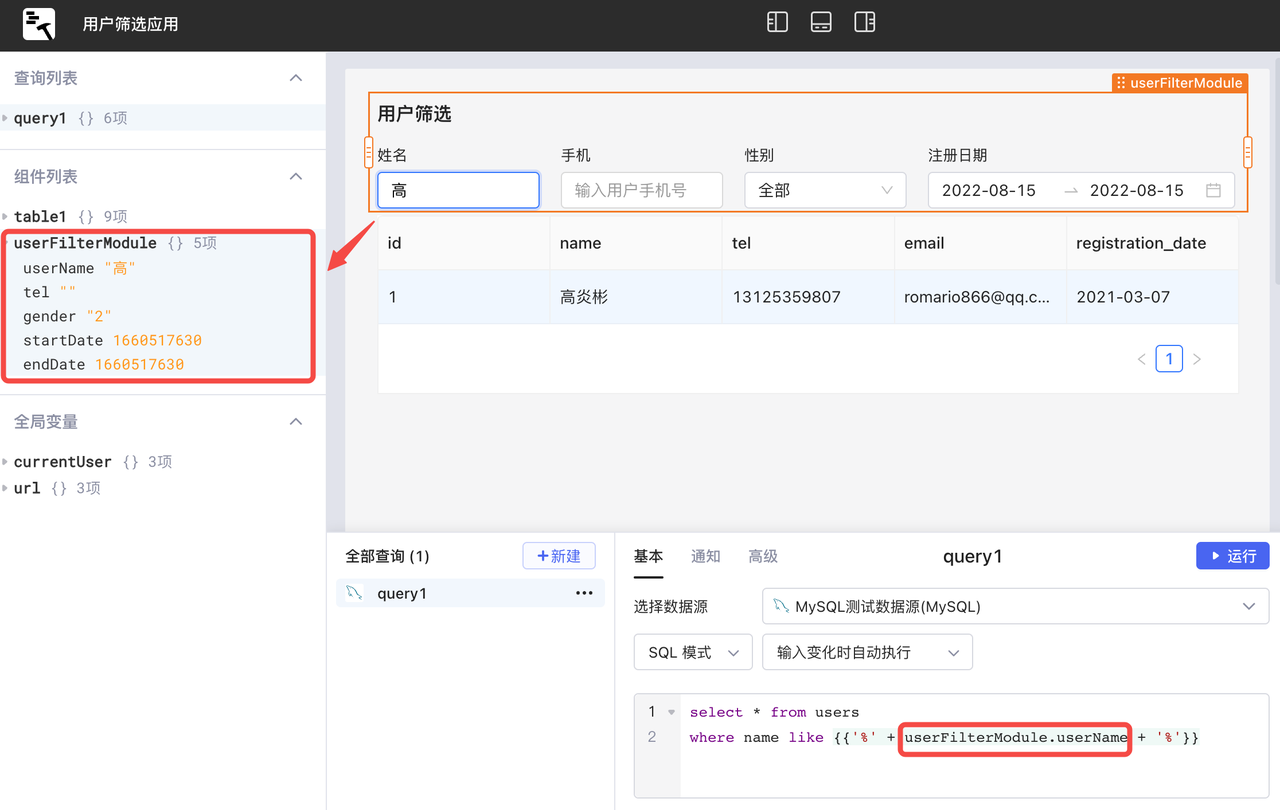 用户筛选应用
查询列表
query1 {} 6项
组件列表
table1 {} 9项
userFilterModule {} 5项
userName "高"
tel ""
gender "2"
startDate 1660517630
endDate 1660517630
全局变量
currentUser {} 3项
url {} 3项
userFilterModule
用户筛选
姓名 手机 性别 注册日期
高 输入用户手机号 全部 2022-08-15 → 2022-08-15
id name tel email registration_date
1 高炎彬 13125359807 romario866@qq.c... 2021-03-07
< 1 >
全部查询 (1) +新建
query1 •••
基本 通知 高级 query1 运行
选择数据源 MySQL测试数据源(MySQL)
SQL 模式 输入变化时自动执行
1 select * from users
2 where name like {{'%' + userFilterModule.userName + '%'}}